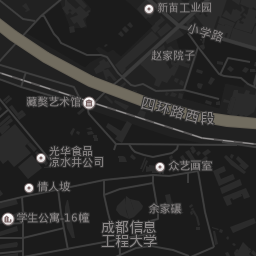 新苗工业园
小学路
赵家院子
藏獒艺术馆
四环路西段
光华食品
凉水井公司
众艺画室
情人坡
余家碾
学生公寓-16幢
成都信息
工程大学